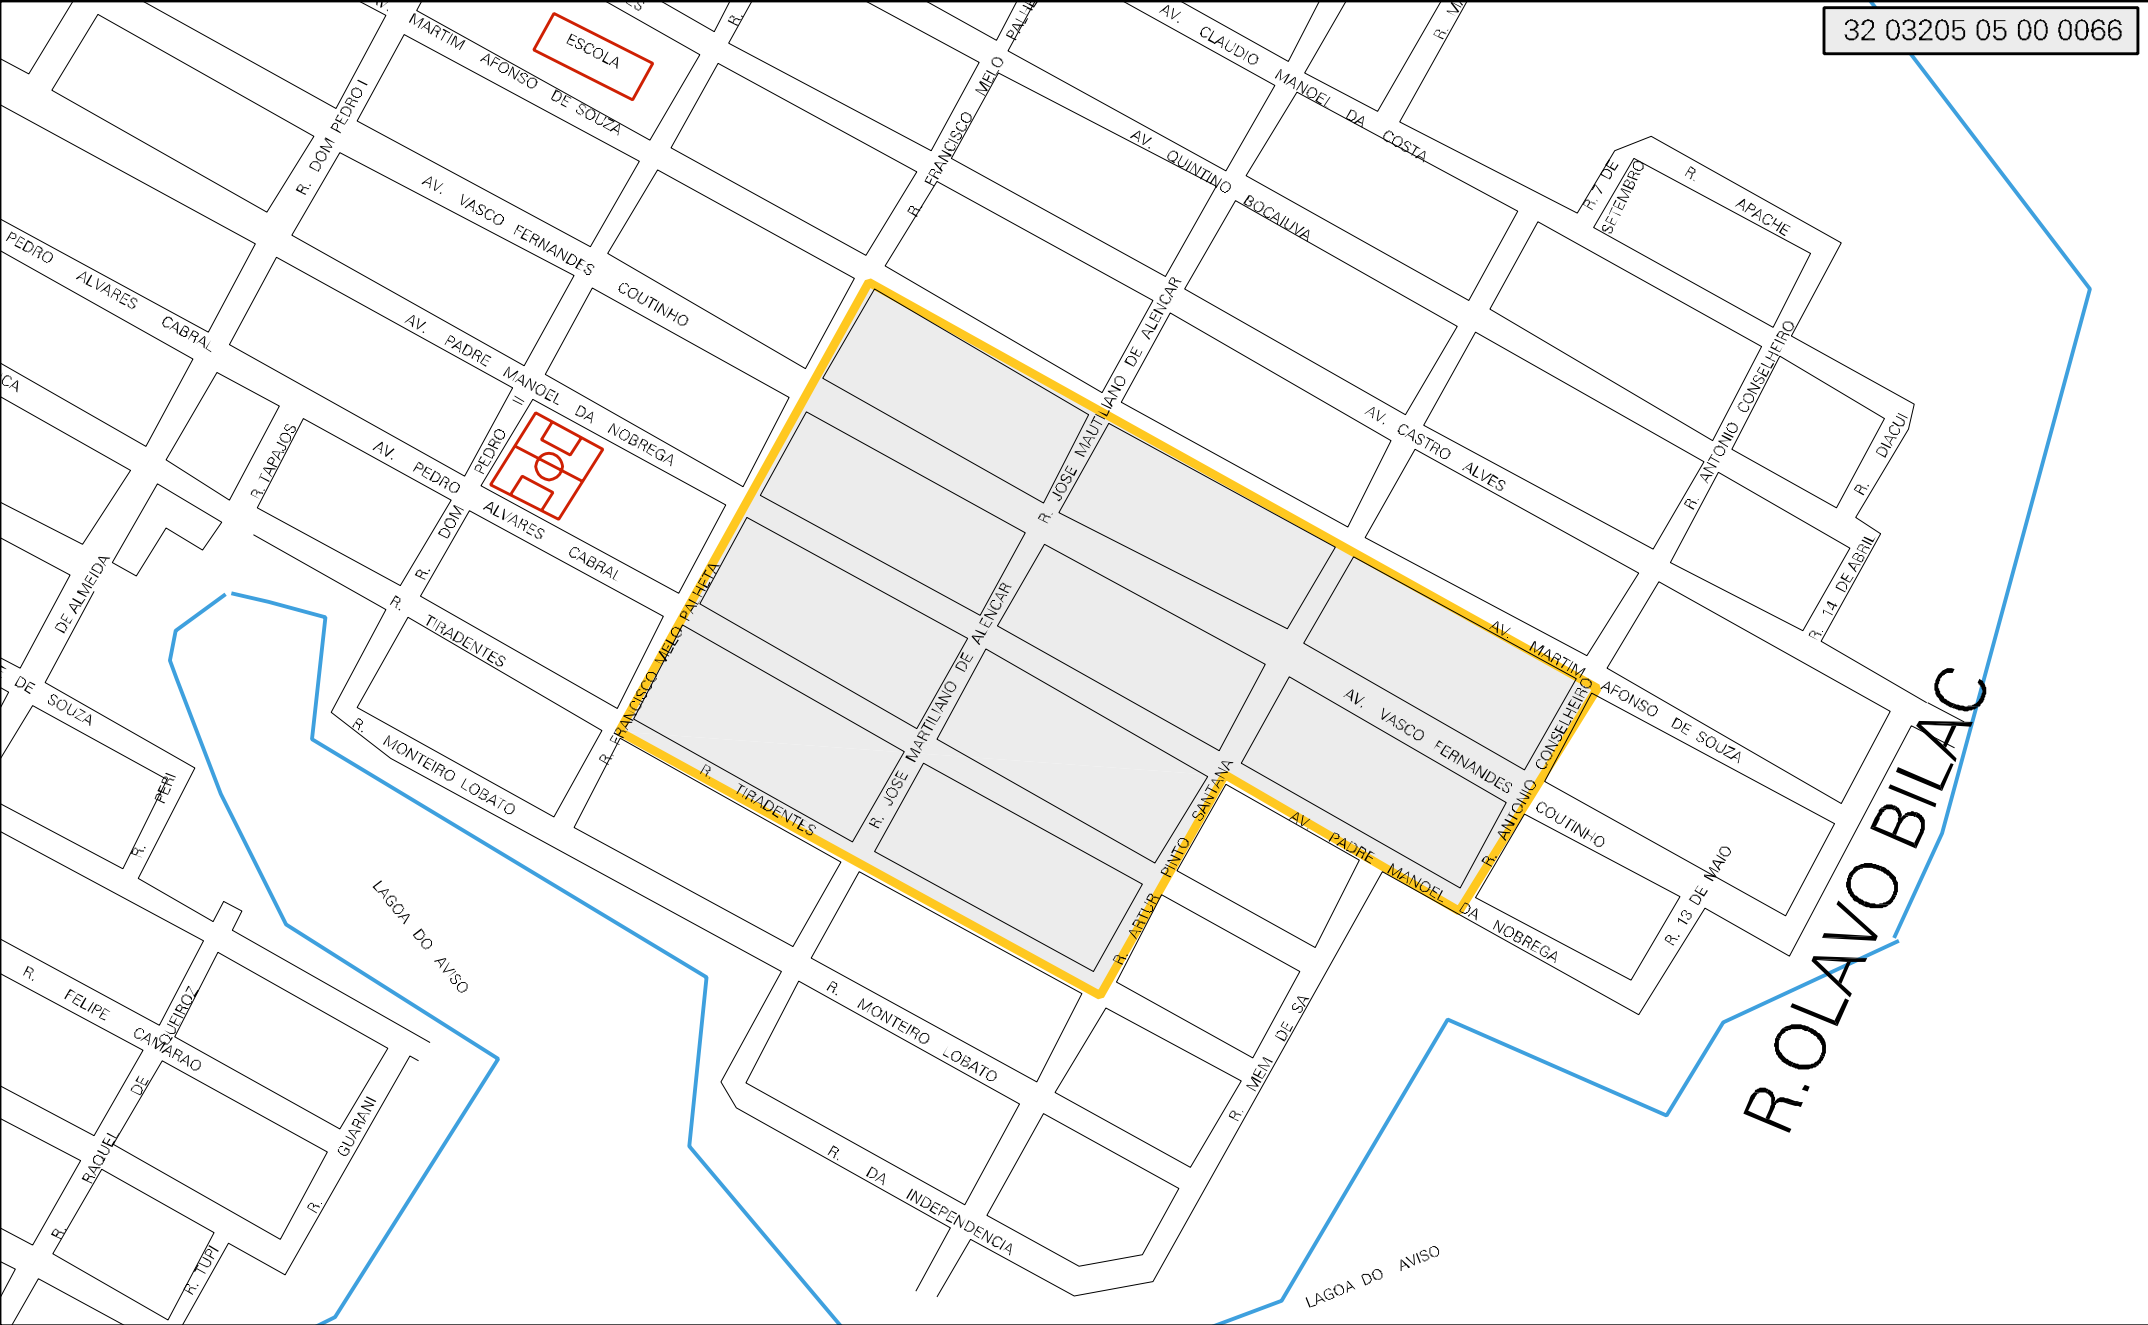 32 03205 05 00 0066
ESCOLA
MARTIM AFONSO DE SOUZA
R. DOM PEDRO I
AV. VASCO FERNANDES COUTINHO
PEDRO ALVARES CABRAL
AV. PADRE MANOEL DA NOBREGA
AV. PEDRO ALVARES CABRAL
R. DOM PEDRO II
R. TAPAJOS
R. TIRADENTES
R. MONTEIRO LOBATO
DE ALMEIDA
DE SOUZA
R. PERI
R. FELIPE CAMARAO
R. RAQUEL DE QUEIROZ
R. GUARANI
R. TUPI
LAGOA DO AVISO
R. FRANCISCO MELO PALHETA
R. FRANCISCO MELO
AV. CLAUDIO MANOEL DA COSTA
AV. QUINTINO BOCAIUVA
R. JOSE MAUTILIANO DE ALENCAR
R. JOSE MARTILIANO DE ALENCAR
AV. CASTRO ALVES
R. 7 DE
SETEMBRO
R. APACHE
R. ANTONIO CONSELHEIRO
R. DIACUI
R. 14 DE ABRIL
AV. MARTIM AFONSO DE SOUZA
AV. VASCO FERNANDES COUTINHO
R. ANTONIO CONSELHEIRO
AV. PADRE MANOEL DA NOBREGA
R. 13 DE MAIO
R. OLAVO BILAC
R. TIRADENTES
R. ARTUR PINTO SANTANA
R. MONTEIRO LOBATO
R. MEM DE SA
R. DA INDEPENDENCIA
LAGOA DO AVISO